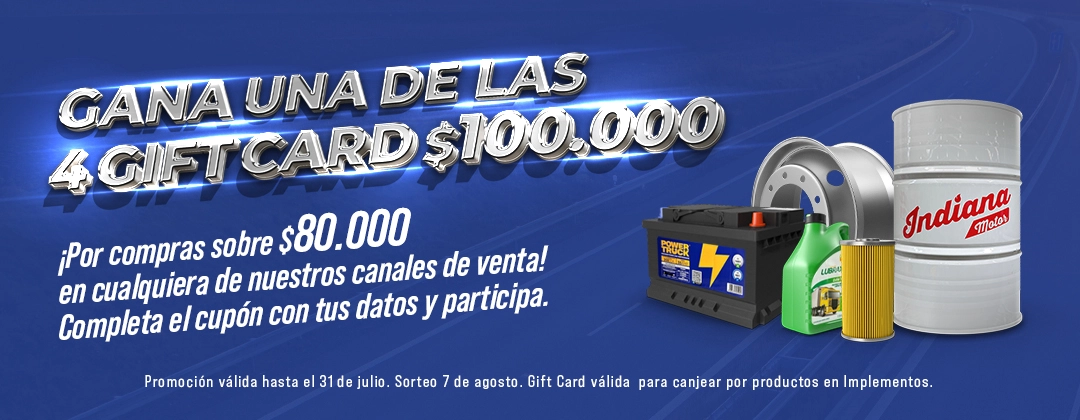 GANA UNA DE LAS
4 GIFT CARD $100.000
¡Por compras sobre $80.000
en cualquiera de nuestros canales de venta!
Completa el cupón con tus datos y participa.
POWER
TRUCK
LUBRA
Indiana
Motor
Promoción válida hasta el 31 de julio. Sorteo 7 de agosto. Gift Card válida para canjear por productos en Implementos.